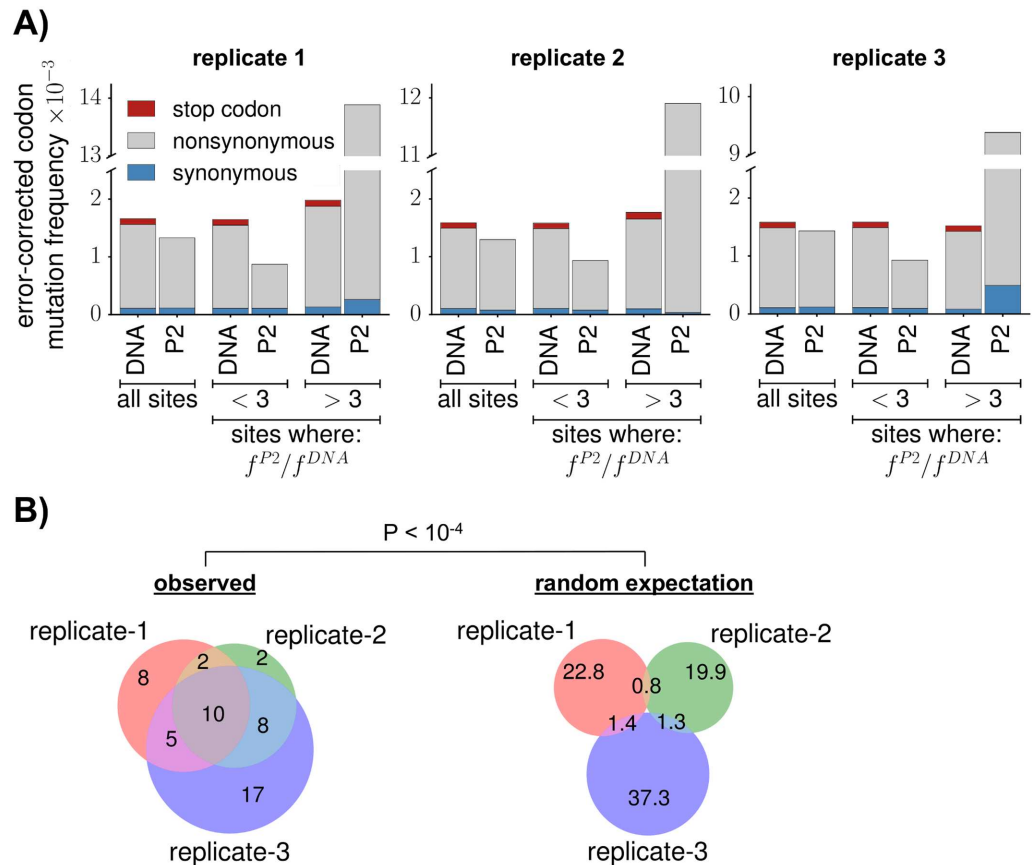 A)
replicate 1
replicate 2
replicate 3
error-corrected codon
mutation frequency ×10⁻³
14
13
2
1
0
stop codon
nonsynonymous
synonymous
12
11
2
1
0
10
9
2
1
0
DNA
P2
DNA
P2
DNA
P2
DNA
P2
DNA
P2
DNA
P2
DNA
P2
DNA
P2
DNA
P2
all sites
< 3
> 3
all sites
< 3
> 3
all sites
< 3
> 3
sites where:
sites where:
sites where:
f^{P2}/f^{DNA}
f^{P2}/f^{DNA}
f^{P2}/f^{DNA}
B)
P < 10⁻⁴
observed
replicate-1
replicate-2
8
2
2
10
5
8
17
replicate-3
random expectation
replicate-1
replicate-2
22.8
0.8
19.9
1.4
1.3
37.3
replicate-3